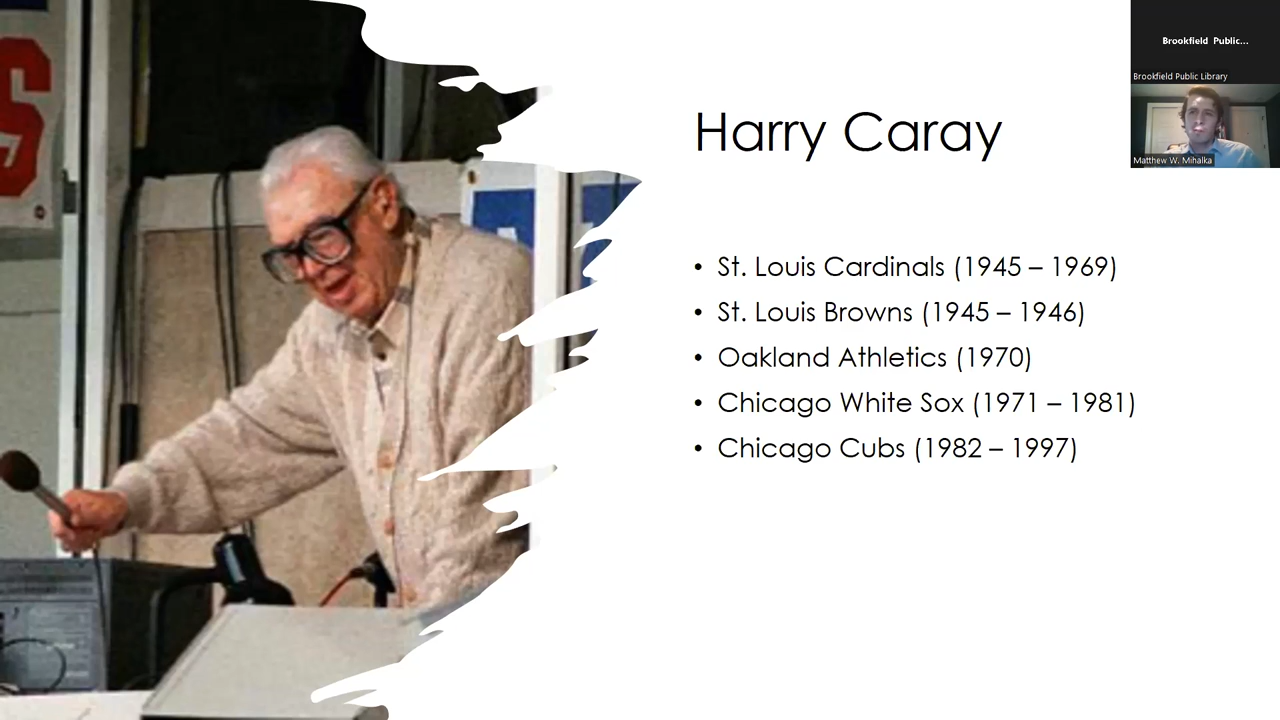 S
Brookfield Public...
Brookfield Public Library
Matthew W. Mihalka
Harry Caray
• St. Louis Cardinals (1945 – 1969)
• St. Louis Browns (1945 – 1946)
• Oakland Athletics (1970)
• Chicago White Sox (1971 – 1981)
• Chicago Cubs (1982 – 1997)